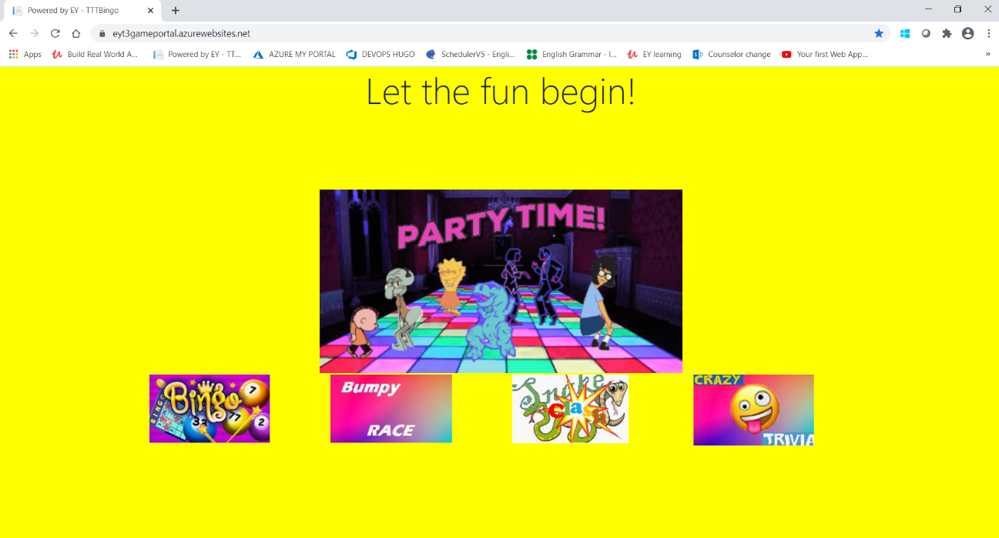 Powered by EY - TTTBingo
eyt3gameportal.azurewebsites.net
Apps Build Real World A... Powered by EY - TT... AZURE MY PORTAL DEVOPS HUGO SchedulerV5 - Engli... English Grammar - I... EY learning Counselor change Your first Web App... »
Let the fun begin!
PARTY TIME!
BINGO
Bingo
7
33
77
2
Bumpy
RACE
Snake
clash
CRAZY
TRIVIA